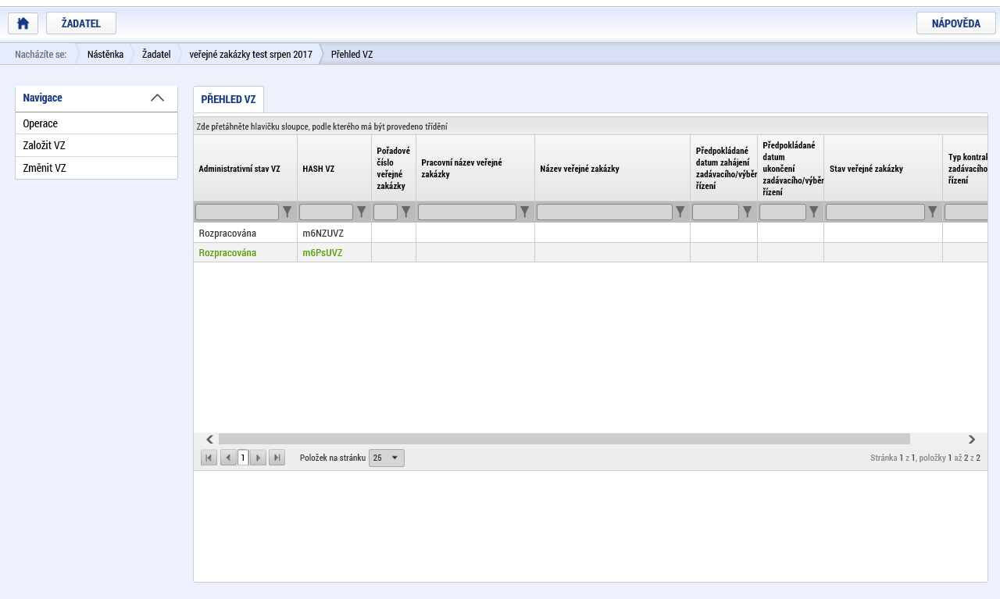 ŽADATEL
NÁPOVĚDA
Nacházíte se: Nástěnka Žadatel veřejné zakázky test srpen 2017 Přehled VZ
Navigace
Operace
Založit VZ
Změnit VZ
PŘEHLED VZ
Zde přetáhněte hlavičku sloupce, podle kterého má být provedeno třídění
Administrativní stav VZ
HASH VZ
Pořadové
číslo
veřejné
zakázky
Pracovní název veřejné
zakázky
Název veřejné zakázky
Předpokládané
datum zahájení
zadávacího/výběr
řízení
Předpokládané
datum
ukončení
zadávacího/výběr
řízení
Stav veřejné zakázky
Typ kontrak
zadávacího
řízení
Rozpracována m6NZUVZ
Rozpracována m6PsUVZ
1 Položek na stránku 25 Stránka 1 z 1, položky 1 až 2 z 2